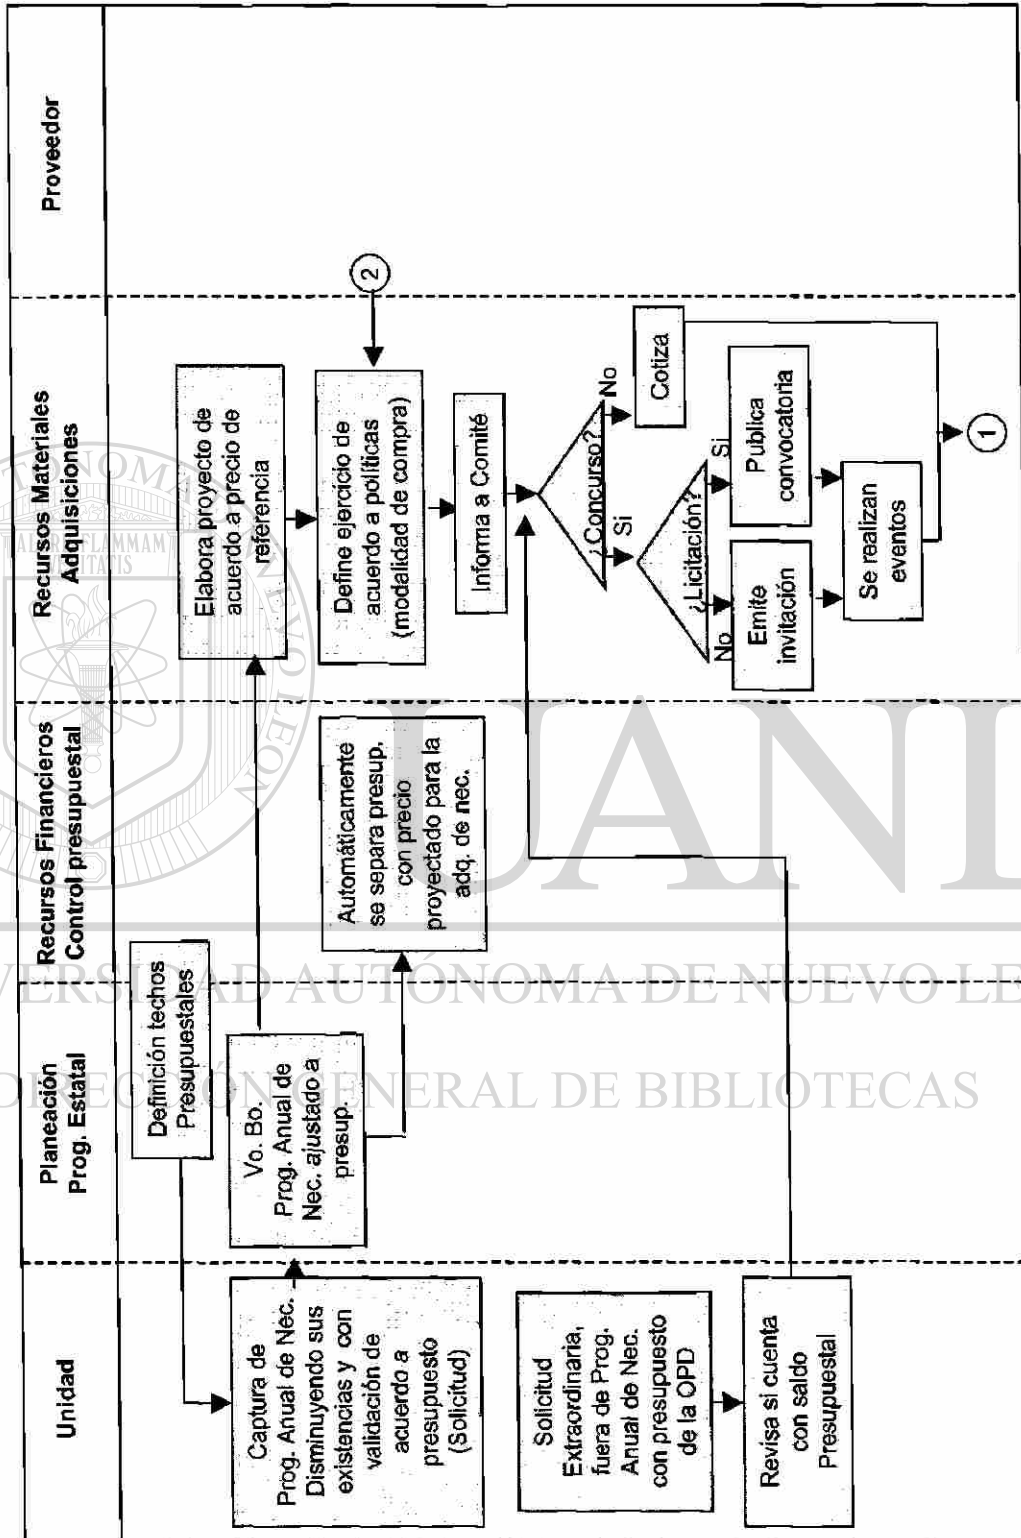 Unidad
Planeación
Prog. Estatal
Recursos Financieros
Control presupuestal
Recursos Materiales
Adquisiciones
Proveedor
Definición techos
Presupuestales
Captura de
Prog. Anual de Nec.
Disminuyendo sus
existencias y con
validación de
acuerdo a
presupuesto
(Solicitud)
Vo. Bo.
Prog. Anual de
Nec. ajustado a
presup.
Automáticamente
se separa presup.
con precio
proyectado para la
adq. de nec.
Elabora proyecto de
acuerdo a precio de
referencia
Define ejercicio de
acuerdo a políticas
(modalidad de compra)
2
Informa a Comité
Solicitud
Extraordinaria,
fuera de Prog.
Anual de Nec.
con presupuesto
de la OPD
Revisa si cuenta
con saldo
Presupuestal
¿Concurso?
No
Si
Cotiza
¿Licitación?
No
Si
Emite
invitación
Publica
convocatoria
Se realizan
eventos
1
UANL
VERSIDAD AUTÓNOMA DE NUEVO LE
DIRECCIÓN GENERAL DE BIBLIOTECAS